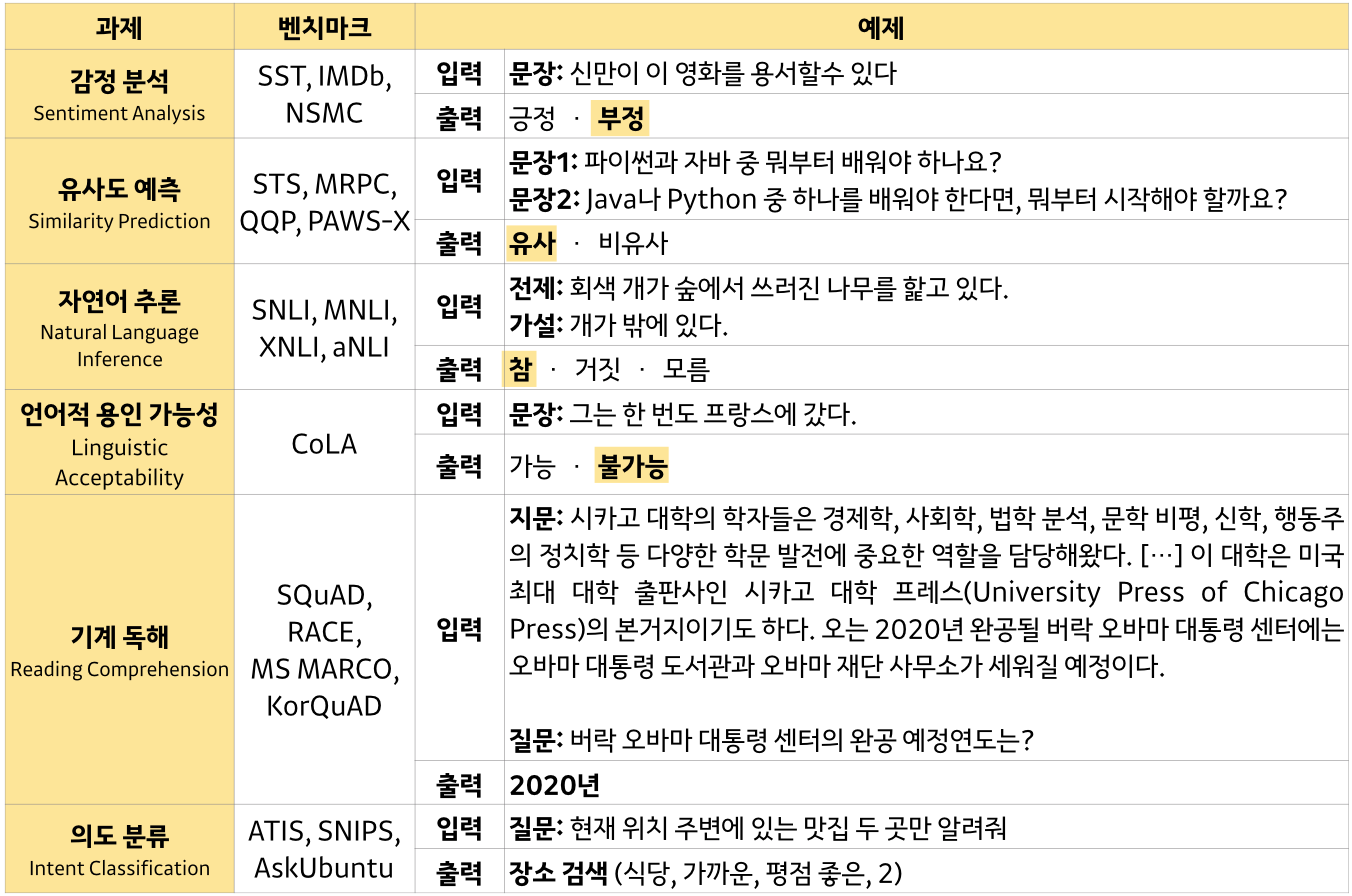 과제 벤치마크 예제
감정 분석
Sentiment Analysis
SST, IMDb,
NSMC
입력 문장: 신만이 이 영화를 용서할수 있다
출력 긍정 · 부정
유사도 예측
Similarity Prediction
STS, MRPC,
QQP, PAWS-X
입력
문장1: 파이썬과 자바 중 뭐부터 배워야 하나요?
문장2: Java나 Python 중 하나를 배워야 한다면, 뭐부터 시작해야 할까요?
출력 유사 · 비유사
자연어 추론
Natural Language
Inference
SNLI, MNLI,
XNLI, aNLI
입력
전제: 회색 개가 숲에서 쓰러진 나무를 핥고 있다.
가설: 개가 밖에 있다.
출력 참 · 거짓 · 모름
언어적 용인 가능성
Linguistic
Acceptability
CoLA
입력 문장: 그는 한 번도 프랑스에 갔다.
출력 가능 · 불가능
기계 독해
Reading Comprehension
SQuAD,
RACE,
MS MARCO,
KorQuAD
입력
지문: 시카고 대학의 학자들은 경제학, 사회학, 법학 분석, 문학 비평, 신학, 행동주
의 정치학 등 다양한 학문 발전에 중요한 역할을 담당해왔다. […] 이 대학은 미국
최대 대학 출판사인 시카고 대학 프레스(University Press of Chicago
Press)의 본거지이기도 하다. 오는 2020년 완공될 버락 오바마 대통령 센터에는
오바마 대통령 도서관과 오바마 재단 사무소가 세워질 예정이다.
질문: 버락 오바마 대통령 센터의 완공 예정연도는?
출력 2020년
의도 분류
Intent Classification
ATIS, SNIPS,
AskUbuntu
입력 질문: 현재 위치 주변에 있는 맛집 두 곳만 알려줘
출력 장소 검색 (식당, 가까운, 평점 좋은, 2)